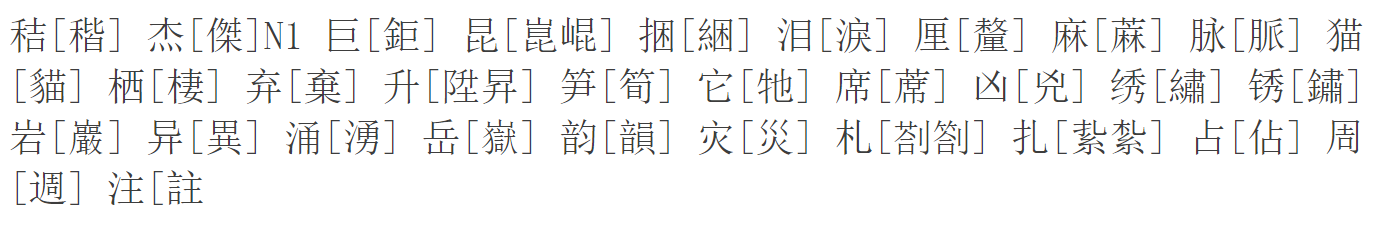 秸[稭] 杰[傑]N1 巨[鉅] 昆[崑崐] 捆[綑] 泪[淚] 厘[釐] 麻[蔴] 脉[脈] 猫
[貓] 栖[棲] 弃[棄] 升[陞昇] 笋[筍] 它[牠] 席[蓆] 凶[兇] 绣[繡] 锈[鏽]
岩[巖] 异[異] 涌[湧] 岳[嶽] 韵[韻] 灾[災] 札[剳劄] 扎[紥紮] 占[佔] 周
[週] 注[註